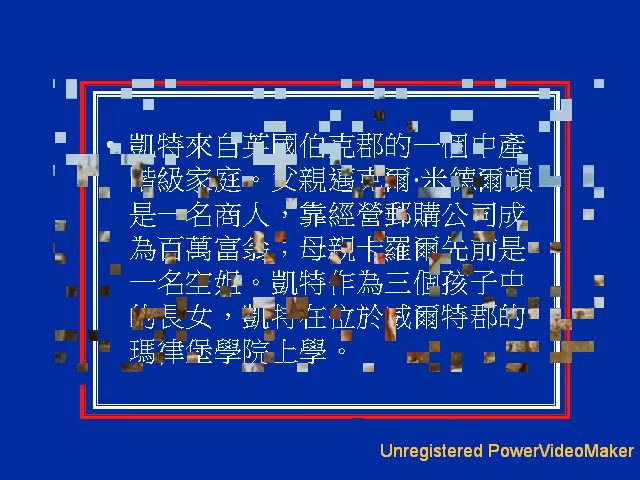 • 凱特來自英國伯克郡的一個中產
階級家庭。父親邁克爾·米德爾頓
是一名商人，靠經營郵購公司成
為百萬富翁；母親卡羅爾先前是
一名空姐。凱特作為三個孩子中
的長女，凱特在位於威爾特郡的
瑪律堡學院上學。
Unregistered PowerVideoMaker